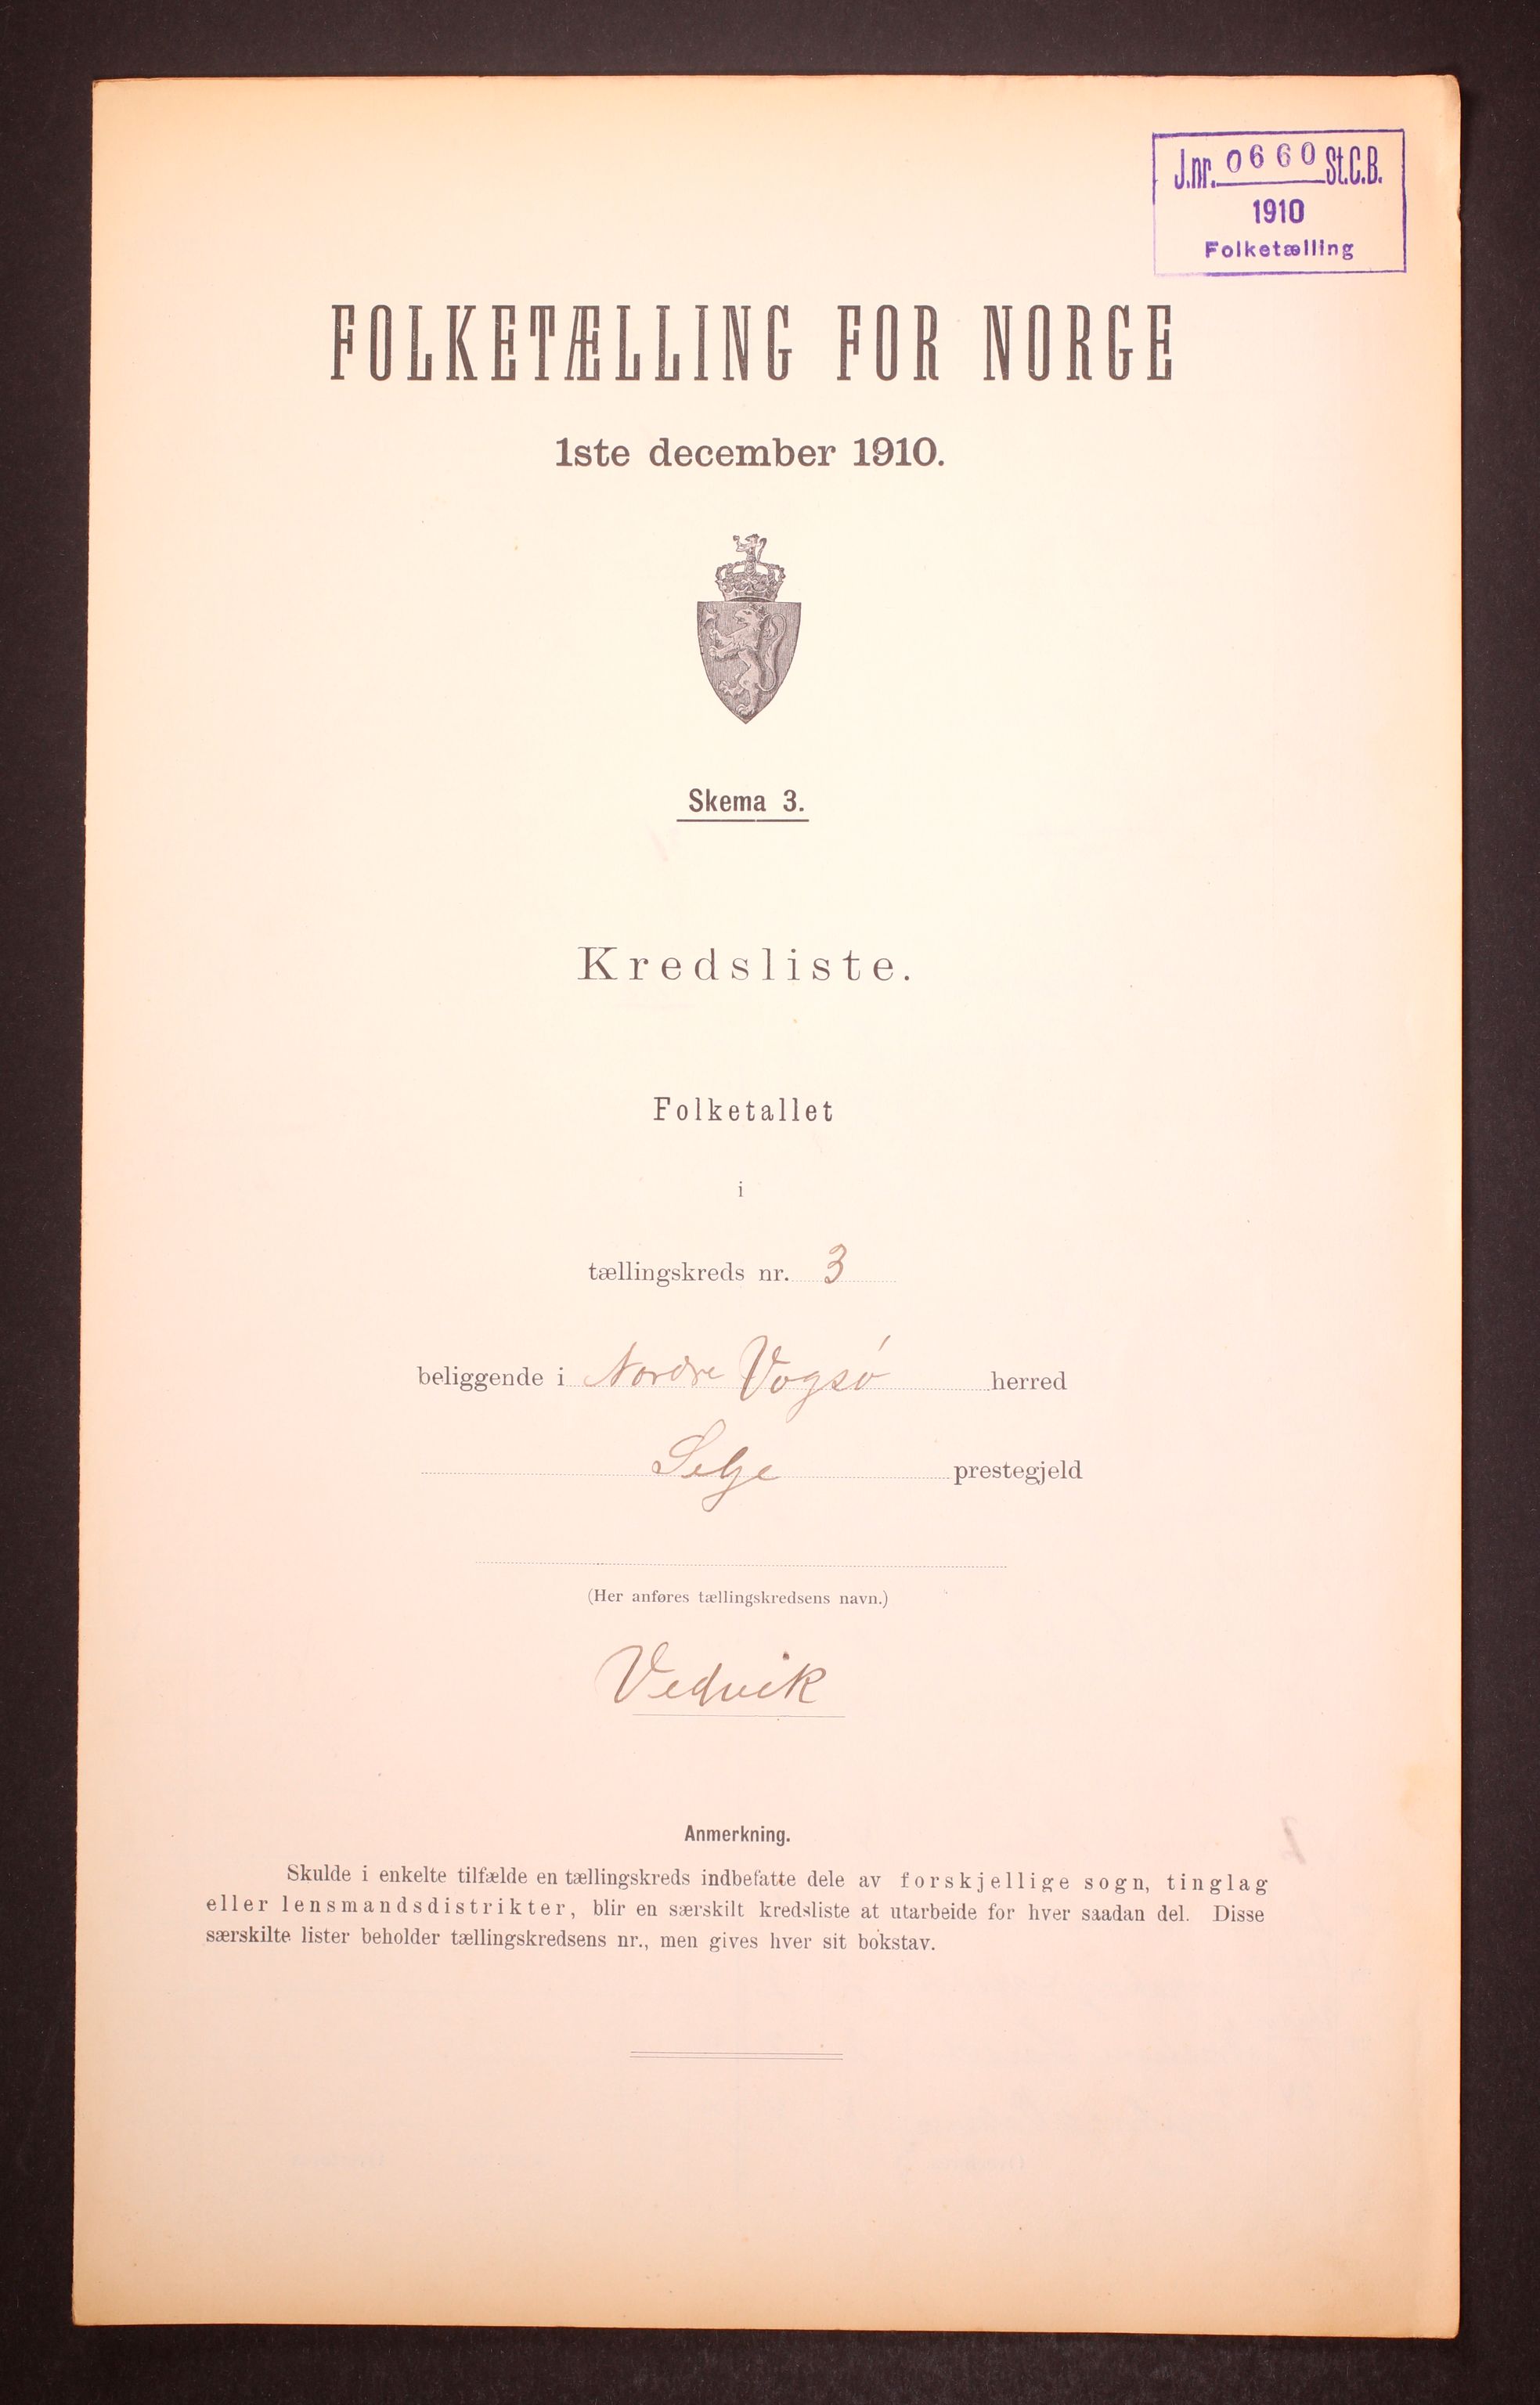 J.nr. 0660 St.C.B.
1910
Folketælling
FOLKETÆLLING FOR NORGE
1ste december 1910.
Skema 3.
Kredsliste.
Folketallet
i
tællingskreds nr. 3
beliggende i Nordre Vogsø herred
Selje prestegjeld
(Her anføres tællingskredsens navn.)
Vedvik
Anmerkning.
Skulde i enkelte tilfælde en tællingskreds indbefatte dele av forskjellige sogn, tinglag
eller lensmandsdistrikter, blir en særskilt kredsliste at utarbeide for hver saadan del. Disse
særskilte lister beholder tællingskredsens nr., men gives hver sit bokstav.